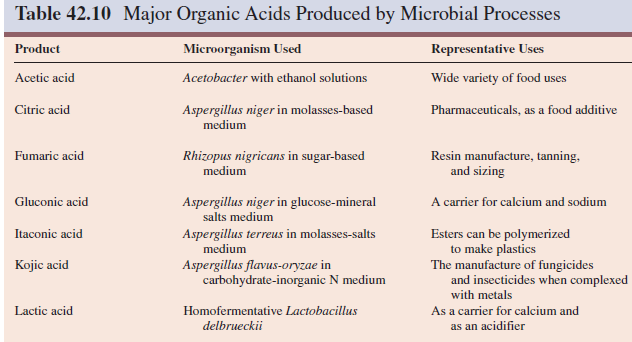 Table 42.10 Major Organic Acids Produced by Microbial Processes
Product Microorganism Used Representative Uses
Acetic acid Acetobacter with ethanol solutions Wide variety of food uses
Citric acid Aspergillus niger in molasses-based Pharmaceuticals, as a food additive
medium
Fumaric acid Rhizopus nigricans in sugar-based Resin manufacture, tanning,
medium and sizing
Gluconic acid Aspergillus niger in glucose-mineral A carrier for calcium and sodium
salts medium
Itaconic acid Aspergillus terreus in molasses-salts Esters can be polymerized
medium to make plastics
Kojic acid Aspergillus flavus-oryzae in The manufacture of fungicides
carbohydrate-inorganic N medium and insecticides when complexed
with metals
Lactic acid Homofermentative Lactobacillus As a carrier for calcium and
delbrueckii as an acidifier